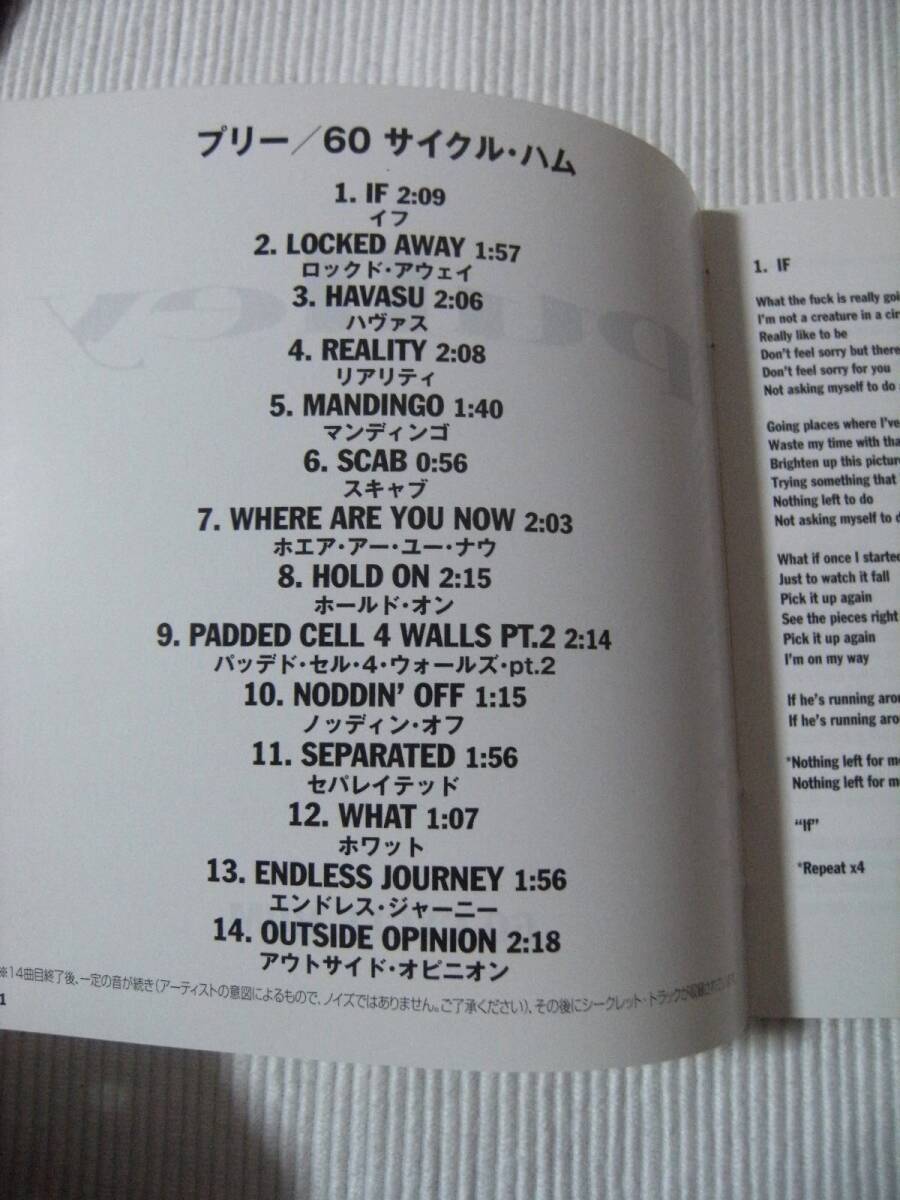 プリー／60 サイクル・ハム
1. IF 2:09
イフ
2. LOCKED AWAY 1:57
ロックド・アウェイ
3. HAVASU 2:06
ハヴァス
4. REALITY 2:08
リアリティ
5. MANDINGO 1:40
マンディンゴ
6. SCAB 0:56
スキャブ
7. WHERE ARE YOU NOW 2:03
ホエア・アー・ユー・ナウ
8. HOLD ON 2:15
ホールド・オン
9. PADDED CELL 4 WALLS PT.2 2:14
パッデド・セル・4・ウォールズ・pt.2
10. NODDIN' OFF 1:15
ノッディン・オフ
11. SEPARATED 1:56
セパレイテッド
12. WHAT 1:07
ホワット
13. ENDLESS JOURNEY 1:56
エンドレス・ジャーニー
14. OUTSIDE OPINION 2:18
アウトサイド・オピニオン
※14曲目終了後、一定の音が続き（アーティストの意図によるもので、ノイズではありません。ご了承ください）、その後にシークレット・トラックが収録されています。
1
1. IF
What the fuck is really goi
I'm not a creature in a cir
Really like to be
Don't feel sorry but there
Don't feel sorry for you
Not asking myself to do
Going places where I've
Waste my time with tha
Brighten up this picture
Trying something that
Nothing left to do
Not asking myself to d
What if once I started
Just to watch it fall
Pick it up again
See the pieces right
Pick it up again
I'm on my way
If he's running arou
If he's running aro
*Nothing left for me
Nothing left for m
“If”
*Repeat x4